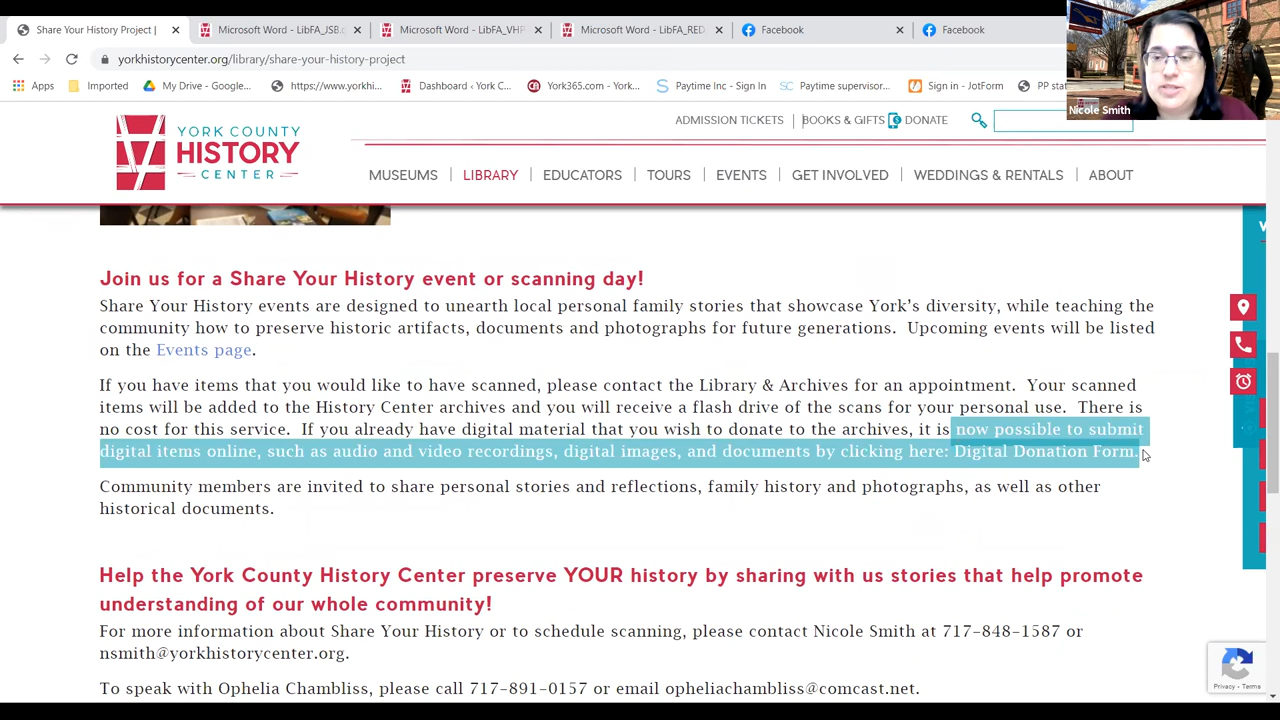 Share Your History Project |
Microsoft Word - LibFA_JSB.c
Microsoft Word - LibFA_VHP
Microsoft Word - LibFA_RED
Facebook
Facebook
yorkhistorycenter.org/library/share-your-history-project
Apps
Imported
My Drive - Google...
https://www.yorkhi...
Dashboard ‹ York C...
York365.com - York...
Paytime Inc - Sign In
Paytime supervisor...
Sign in - JotForm
PP sta
Nicole Smith
ADMISSION TICKETS
BOOKS & GIFTS
DONATE
YORK COUNTY
HISTORY
CENTER
MUSEUMS
LIBRARY
EDUCATORS
TOURS
EVENTS
GET INVOLVED
WEDDINGS & RENTALS
ABOUT
Join us for a Share Your History event or scanning day!
Share Your History events are designed to unearth local personal family stories that showcase York's diversity, while teaching the
community how to preserve historic artifacts, documents and photographs for future generations. Upcoming events will be listed
on the Events page.
If you have items that you would like to have scanned, please contact the Library & Archives for an appointment. Your scanned
items will be added to the History Center archives and you will receive a flash drive of the scans for your personal use. There is
no cost for this service. If you already have digital material that you wish to donate to the archives, it is now possible to submit
digital items online, such as audio and video recordings, digital images, and documents by clicking here: Digital Donation Form.
Community members are invited to share personal stories and reflections, family history and photographs, as well as other
historical documents.
Help the York County History Center preserve YOUR history by sharing with us stories that help promote
understanding of our whole community!
For more information about Share Your History or to schedule scanning, please contact Nicole Smith at 717-848-1587 or
nsmith@yorkhistorycenter.org.
To speak with Ophelia Chambliss, please call 717-891-0157 or email opheliachambliss@comcast.net.
Privacy - Terms